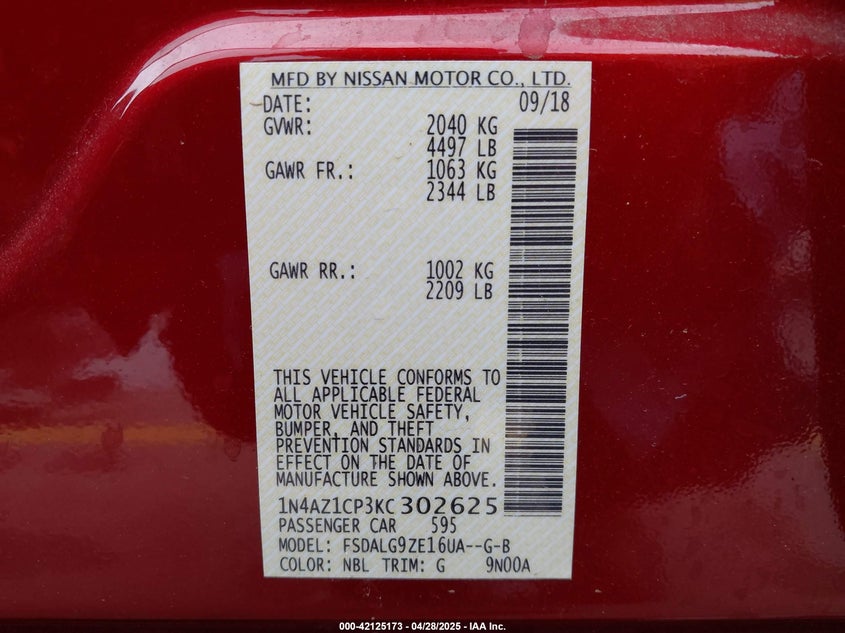 MFD BY NISSAN MOTOR CO., LTD.
DATE: 09/18
GVWR: 2040 KG
4497 LB
GAWR FR.: 1063 KG
2344 LB
GAWR RR.: 1002 KG
2209 LB
THIS VEHICLE CONFORMS TO
ALL APPLICABLE FEDERAL
MOTOR VEHICLE SAFETY,
BUMPER, AND THEFT
PREVENTION STANDARDS IN
EFFECT ON THE DATE OF
MANUFACTURE SHOWN ABOVE.
1N4AZ1CP3KC302625
PASSENGER CAR 595
MODEL: FSDALG9ZE16UA--G-B
COLOR: NBL TRIM: G 9N00A
000-42125173 — 04/28/2025 - IAA Inc.